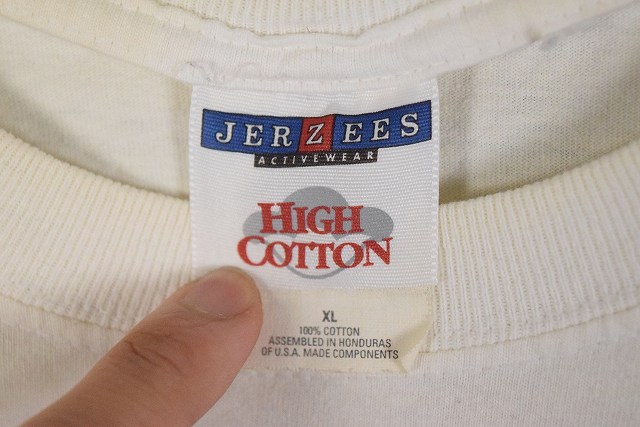 JERZEES
ACTIVEWEAR
HIGH
COTTON
XL
100% COTTON
ASSEMBLED IN HONDURAS
OF U.S.A. MADE COMPONENTS